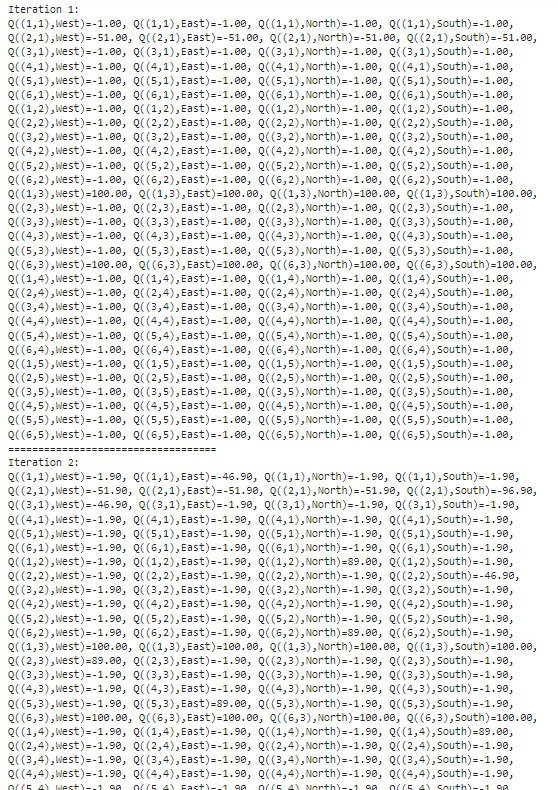 Iteration 1:
Q((1,1),West)=-1.00, Q((1,1),East)=-1.00, Q((1,1),North)=-1.00, Q((1,1),South)=-1.00,
Q((2,1),West)=-51.00, Q((2,1),East)=-51.00, Q((2,1),North)=-51.00, Q((2,1),South)=-51.00,
Q((3,1),West)=-1.00, Q((3,1),East)=-1.00, Q((3,1),North)=-1.00, Q((3,1),South)=-1.00,
Q((4,1),West)=-1.00, Q((4,1),East)=-1.00, Q((4,1),North)=-1.00, Q((4,1),South)=-1.00,
Q((5,1),West)=-1.00, Q((5,1),East)=-1.00, Q((5,1),North)=-1.00, Q((5,1),South)=-1.00,
Q((6,1),West)=-1.00, Q((6,1),East)=-1.00, Q((6,1),North)=-1.00, Q((6,1),South)=-1.00,
Q((1,2),West)=-1.00, Q((1,2),East)=-1.00, Q((1,2),North)=-1.00, Q((1,2),South)=-1.00,
Q((2,2),West)=-1.00, Q((2,2),East)=-1.00, Q((2,2),North)=-1.00, Q((2,2),South)=-1.00,
Q((3,2),West)=-1.00, Q((3,2),East)=-1.00, Q((3,2),North)=-1.00, Q((3,2),South)=-1.00,
Q((4,2),West)=-1.00, Q((4,2),East)=-1.00, Q((4,2),North)=-1.00, Q((4,2),South)=-1.00,
Q((5,2),West)=-1.00, Q((5,2),East)=-1.00, Q((5,2),North)=-1.00, Q((5,2),South)=-1.00,
Q((6,2),West)=-1.00, Q((6,2),East)=-1.00, Q((6,2),North)=-1.00, Q((6,2),South)=-1.00,
Q((1,3),West)=100.00, Q((1,3),East)=100.00, Q((1,3),North)=100.00, Q((1,3),South)=100.00,
Q((2,3),West)=-1.00, Q((2,3),East)=-1.00, Q((2,3),North)=-1.00, Q((2,3),South)=-1.00,
Q((3,3),West)=-1.00, Q((3,3),East)=-1.00, Q((3,3),North)=-1.00, Q((3,3),South)=-1.00,
Q((4,3),West)=-1.00, Q((4,3),East)=-1.00, Q((4,3),North)=-1.00, Q((4,3),South)=-1.00,
Q((5,3),West)=-1.00, Q((5,3),East)=-1.00, Q((5,3),North)=-1.00, Q((5,3),South)=-1.00,
Q((6,3),West)=100.00, Q((6,3),East)=100.00, Q((6,3),North)=100.00, Q((6,3),South)=100.00,
Q((1,4),West)=-1.00, Q((1,4),East)=-1.00, Q((1,4),North)=-1.00, Q((1,4),South)=-1.00,
Q((2,4),West)=-1.00, Q((2,4),East)=-1.00, Q((2,4),North)=-1.00, Q((2,4),South)=-1.00,
Q((3,4),West)=-1.00, Q((3,4),East)=-1.00, Q((3,4),North)=-1.00, Q((3,4),South)=-1.00,
Q((4,4),West)=-1.00, Q((4,4),East)=-1.00, Q((4,4),North)=-1.00, Q((4,4),South)=-1.00,
Q((5,4),West)=-1.00, Q((5,4),East)=-1.00, Q((5,4),North)=-1.00, Q((5,4),South)=-1.00,
Q((6,4),West)=-1.00, Q((6,4),East)=-1.00, Q((6,4),North)=-1.00, Q((6,4),South)=-1.00,
Q((1,5),West)=-1.00, Q((1,5),East)=-1.00, Q((1,5),North)=-1.00, Q((1,5),South)=-1.00,
Q((2,5),West)=-1.00, Q((2,5),East)=-1.00, Q((2,5),North)=-1.00, Q((2,5),South)=-1.00,
Q((3,5),West)=-1.00, Q((3,5),East)=-1.00, Q((3,5),North)=-1.00, Q((3,5),South)=-1.00,
Q((4,5),West)=-1.00, Q((4,5),East)=-1.00, Q((4,5),North)=-1.00, Q((4,5),South)=-1.00,
Q((5,5),West)=-1.00, Q((5,5),East)=-1.00, Q((5,5),North)=-1.00, Q((5,5),South)=-1.00,
Q((6,5),West)=-1.00, Q((6,5),East)=-1.00, Q((6,5),North)=-1.00, Q((6,5),South)=-1.00,
===================================
Iteration 2:
Q((1,1),West)=-1.90, Q((1,1),East)=-46.90, Q((1,1),North)=-1.90, Q((1,1),South)=-1.90,
Q((2,1),West)=-51.90, Q((2,1),East)=-51.90, Q((2,1),North)=-51.90, Q((2,1),South)=-96.90,
Q((3,1),West)=-46.90, Q((3,1),East)=-1.90, Q((3,1),North)=-1.90, Q((3,1),South)=-1.90,
Q((4,1),West)=-1.90, Q((4,1),East)=-1.90, Q((4,1),North)=-1.90, Q((4,1),South)=-1.90,
Q((5,1),West)=-1.90, Q((5,1),East)=-1.90, Q((5,1),North)=-1.90, Q((5,1),South)=-1.90,
Q((6,1),West)=-1.90, Q((6,1),East)=-1.90, Q((6,1),North)=-1.90, Q((6,1),South)=-1.90,
Q((1,2),West)=-1.90, Q((1,2),East)=-1.90, Q((1,2),North)=89.00, Q((1,2),South)=-1.90,
Q((2,2),West)=-1.90, Q((2,2),East)=-1.90, Q((2,2),North)=-1.90, Q((2,2),South)=-46.90,
Q((3,2),West)=-1.90, Q((3,2),East)=-1.90, Q((3,2),North)=-1.90, Q((3,2),South)=-1.90,
Q((4,2),West)=-1.90, Q((4,2),East)=-1.90, Q((4,2),North)=-1.90, Q((4,2),South)=-1.90,
Q((5,2),West)=-1.90, Q((5,2),East)=-1.90, Q((5,2),North)=-1.90, Q((5,2),South)=-1.90,
Q((6,2),West)=-1.90, Q((6,2),East)=-1.90, Q((6,2),North)=89.00, Q((6,2),South)=-1.90,
Q((1,3),West)=100.00, Q((1,3),East)=100.00, Q((1,3),North)=100.00, Q((1,3),South)=100.00,
Q((2,3),West)=89.00, Q((2,3),East)=-1.90, Q((2,3),North)=-1.90, Q((2,3),South)=-1.90,
Q((3,3),West)=-1.90, Q((3,3),East)=-1.90, Q((3,3),North)=-1.90, Q((3,3),South)=-1.90,
Q((4,3),West)=-1.90, Q((4,3),East)=-1.90, Q((4,3),North)=-1.90, Q((4,3),South)=-1.90,
Q((5,3),West)=-1.90, Q((5,3),East)=89.00, Q((5,3),North)=-1.90, Q((5,3),South)=-1.90,
Q((6,3),West)=100.00, Q((6,3),East)=100.00, Q((6,3),North)=100.00, Q((6,3),South)=100.00,
Q((1,4),West)=-1.90, Q((1,4),East)=-1.90, Q((1,4),North)=-1.90, Q((1,4),South)=89.00,
Q((2,4),West)=-1.90, Q((2,4),East)=-1.90, Q((2,4),North)=-1.90, Q((2,4),South)=-1.90,
Q((3,4),West)=-1.90, Q((3,4),East)=-1.90, Q((3,4),North)=-1.90, Q((3,4),South)=-1.90,
Q((4,4),West)=-1.90, Q((4,4),East)=-1.90, Q((4,4),North)=-1.90, Q((4,4),South)=-1.90,
Q((5,4),West)=-1.90, Q((5,4),East)=-1.90, Q((5,4),North)=-1.90, Q((5,4),South)=-1.90,